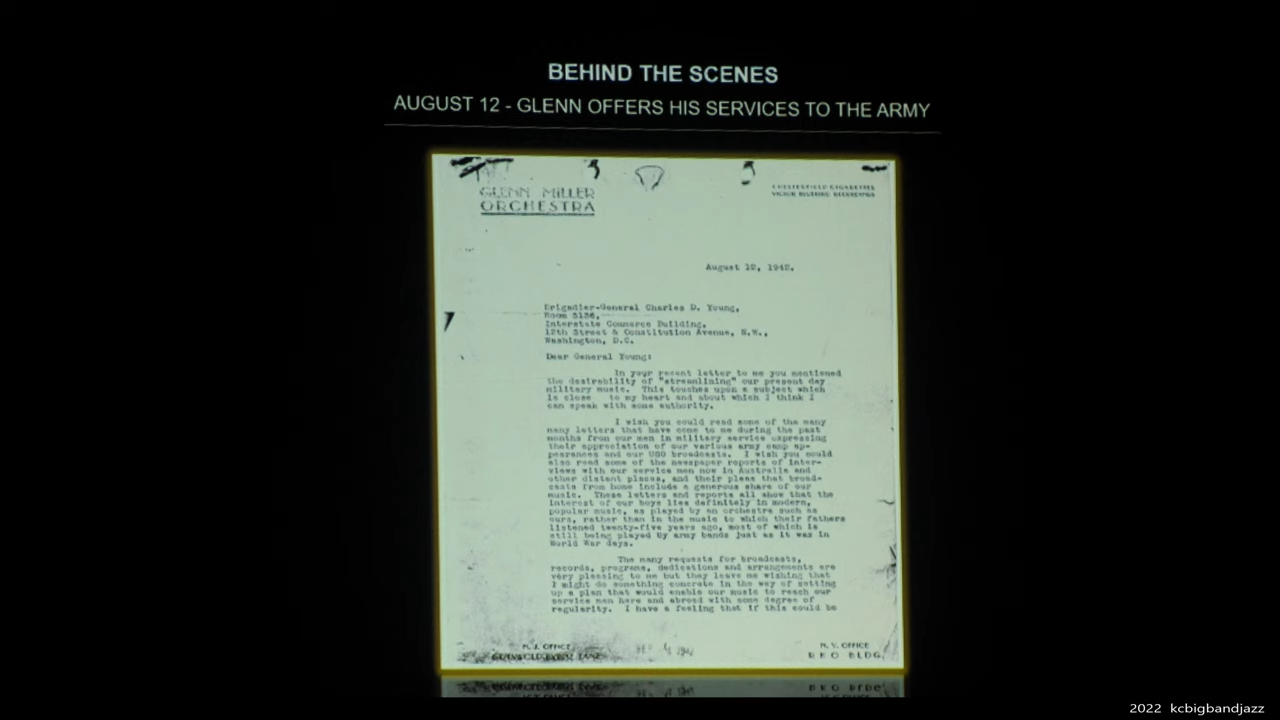 BEHIND THE SCENES
AUGUST 12 - GLENN OFFERS HIS SERVICES TO THE ARMY
GLENN MILLER
ORCHESTRA
CHESTERFIELD CIGARETTES
VICTOR BLUEBIRD RECORDINGS
August 12, 1942.
Brigadier-General Charles D. Young,
Room 5136,
Interstate Commerce Building,
12th Street & Constitution Avenue, N.W.,
Washington, D.C.
Dear General Young:
In your recent letter to me you mentioned
the desirability of "streamlining" our present day
military music. This touches upon a subject which
is close to my heart and about which I think I
can speak with some authority.
I wish you could read some of the many
many letters that have come to me during the past
months from our men in military service expressing
their appreciation of our various army camp ap-
pearances and our USO broadcasts. I wish you could
also read some of the newspaper reports of inter-
views with our service men now in Australia and
other distant places, and their pleas that broad-
casts from home include a generous share of our
music. These letters and reports all show that the
interest of our boys lies definitely in modern,
popular music, as played by an orchestra such as
ours, rather than in the music to which their fathers
listened twenty-five years ago, most of which is
still being played by army bands just as it was in
World War days.
The many requests for broadcasts,
records, programs, dedications and arrangements are
very pleasing to me but they leave me wishing that
I might do something concrete in the way of setting
up a plan that would enable our music to reach our
service men here and abroad with some degree of
regularity. I have a feeling that if this could be
N. J. OFFICE
SEP 4 1942
N. Y. OFFICE
R K O BLDG.
2022 kcbigbandjazz